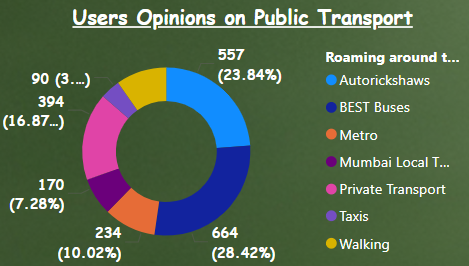 Users Opinions on Public Transport
557
(23.84%)
90 (3....)
394
(16.87...)
170
(7.28%)
234
(10.02%)
664
(28.42%)
Roaming around t...
Autorickshaws
BEST Buses
Metro
Mumbai Local T...
Private Transport
Taxis
Walking